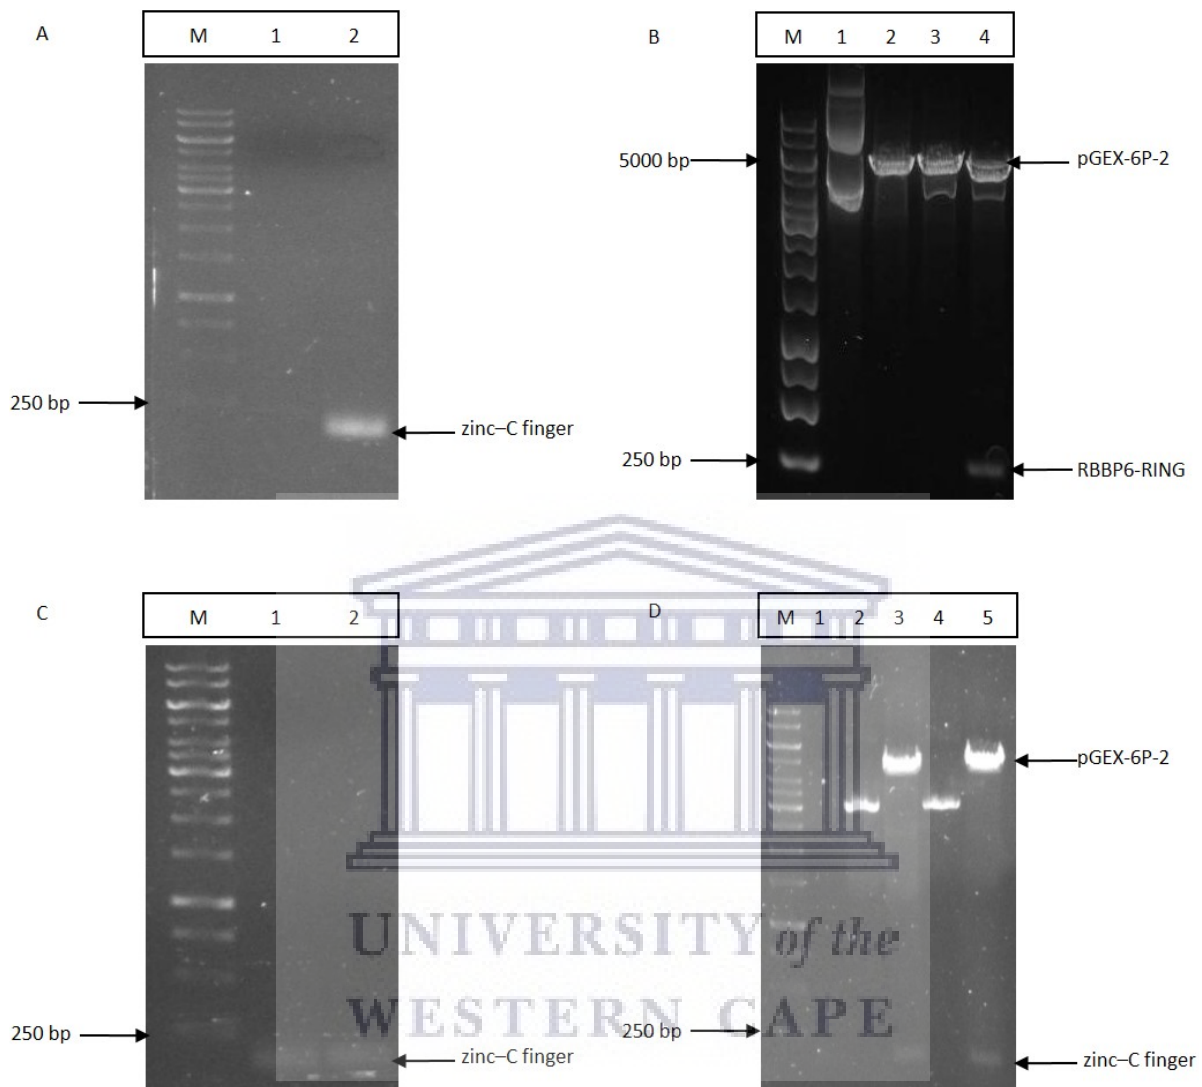 A
M 1 2
B
M 1 2 3 4
5000 bp
pGEX-6P-2
250 bp
zinc–C finger
250 bp
RBBP6-RING
C
M 1 2
D
M 1 2 3 4 5
pGEX-6P-2
UNIVERSITY of the
WESTERN CAPE
250 bp
zinc–C finger
250 bp
zinc–C finger